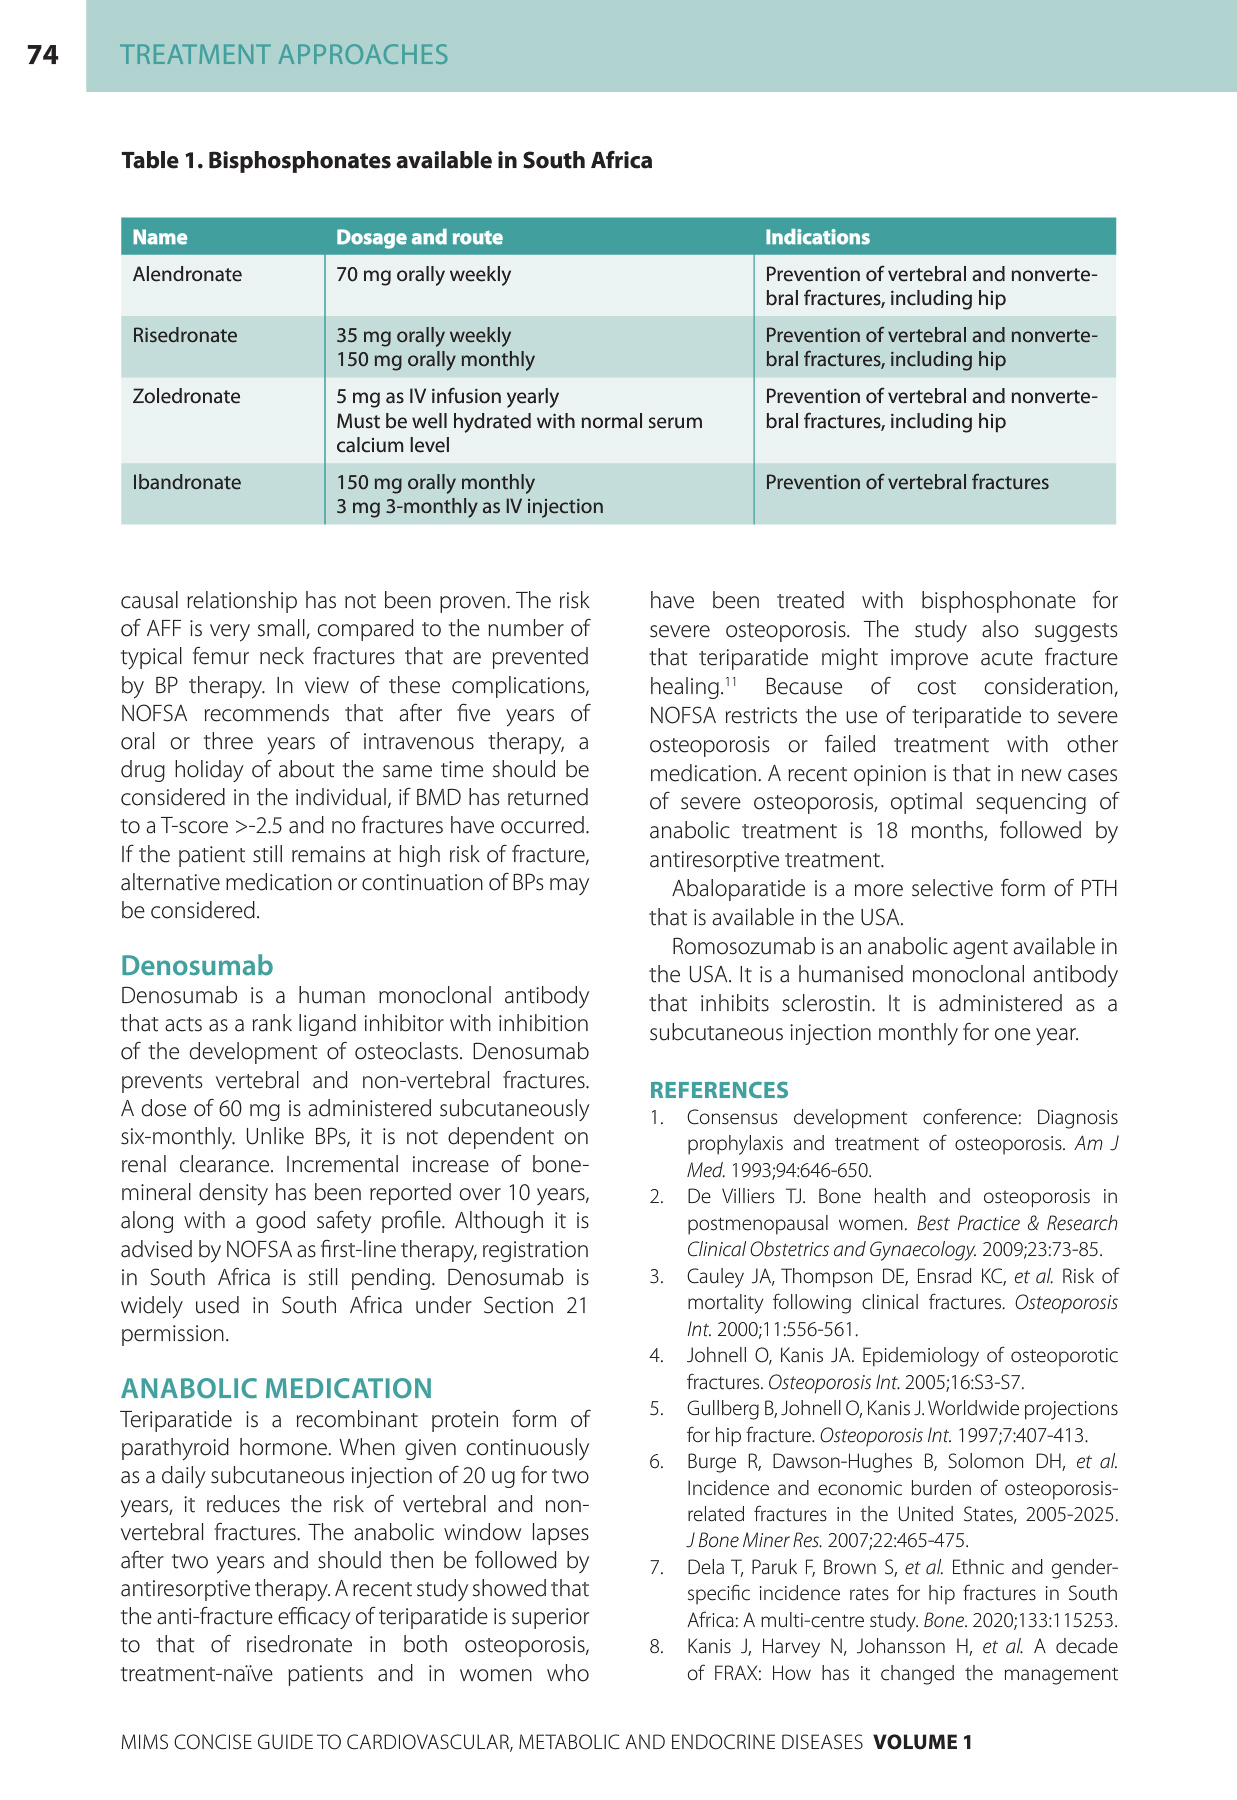 74
TREATMENT APPROACHES
Table 1. Bisphosphonates available in South Africa
Name Dosage and route Indications
Alendronate 70 mg orally weekly Prevention of vertebral and nonverte-
bral fractures, including hip
Risedronate 35 mg orally weekly Prevention of vertebral and nonverte-
150 mg orally monthly bral fractures, including hip
Zoledronate 5 mg as IV infusion yearly Prevention of vertebral and nonverte-
Must be well hydrated with normal serum bral fractures, including hip
calcium level
Ibandronate 150 mg orally monthly Prevention of vertebral fractures
3 mg 3-monthly as IV injection
causal relationship has not been proven. The risk
of AFF is very small, compared to the number of
typical femur neck fractures that are prevented
by BP therapy. In view of these complications,
NOFSA recommends that after five years of
oral or three years of intravenous therapy, a
drug holiday of about the same time should be
considered in the individual, if BMD has returned
to a T-score >-2.5 and no fractures have occurred.
If the patient still remains at high risk of fracture,
alternative medication or continuation of BPs may
be considered.
Denosumab
Denosumab is a human monoclonal antibody
that acts as a rank ligand inhibitor with inhibition
of the development of osteoclasts. Denosumab
prevents vertebral and non-vertebral fractures.
A dose of 60 mg is administered subcutaneously
six-monthly. Unlike BPs, it is not dependent on
renal clearance. Incremental increase of bone-
mineral density has been reported over 10 years,
along with a good safety profile. Although it is
advised by NOFSA as first-line therapy, registration
in South Africa is still pending. Denosumab is
widely used in South Africa under Section 21
permission.
ANABOLIC MEDICATION
Teriparatide is a recombinant protein form of
parathyroid hormone. When given continuously
as a daily subcutaneous injection of 20 ug for two
years, it reduces the risk of vertebral and non-
vertebral fractures. The anabolic window lapses
after two years and should then be followed by
antiresorptive therapy. A recent study showed that
the anti-fracture efficacy of teriparatide is superior
to that of risedronate in both osteoporosis,
treatment-naïve patients and in women who
have been treated with bisphosphonate for
severe osteoporosis. The study also suggests
that teriparatide might improve acute fracture
healing.11 Because of cost consideration,
NOFSA restricts the use of teriparatide to severe
osteoporosis or failed treatment with other
medication. A recent opinion is that in new cases
of severe osteoporosis, optimal sequencing of
anabolic treatment is 18 months, followed by
antiresorptive treatment.
Abaloparatide is a more selective form of PTH
that is available in the USA.
Romosozumab is an anabolic agent available in
the USA. It is a humanised monoclonal antibody
that inhibits sclerostin. It is administered as a
subcutaneous injection monthly for one year.
REFERENCES
1. Consensus development conference: Diagnosis
prophylaxis and treatment of osteoporosis. Am J
Med. 1993;94:646-650.
2. De Villiers TJ. Bone health and osteoporosis in
postmenopausal women. Best Practice & Research
Clinical Obstetrics and Gynaecology. 2009;23:73-85.
3. Cauley JA, Thompson DE, Ensrad KC, et al. Risk of
mortality following clinical fractures. Osteoporosis
Int. 2000;11:556-561.
4. Johnell O, Kanis JA. Epidemiology of osteoporotic
fractures. Osteoporosis Int. 2005;16:S3-S7.
5. Gullberg B, Johnell O, Kanis J. Worldwide projections
for hip fracture. Osteoporosis Int. 1997;7:407-413.
6. Burge R, Dawson-Hughes B, Solomon DH, et al.
Incidence and economic burden of osteoporosis-
related fractures in the United States, 2005-2025.
J Bone Miner Res. 2007;22:465-475.
7. Dela T, Paruk F, Brown S, et al. Ethnic and gender-
specific incidence rates for hip fractures in South
Africa: A multi-centre study. Bone. 2020;133:115253.
8. Kanis J, Harvey N, Johansson H, et al. A decade
of FRAX: How has it changed the management
MIMS CONCISE GUIDE TO CARDIOVASCULAR, METABOLIC AND ENDOCRINE DISEASES VOLUME 1